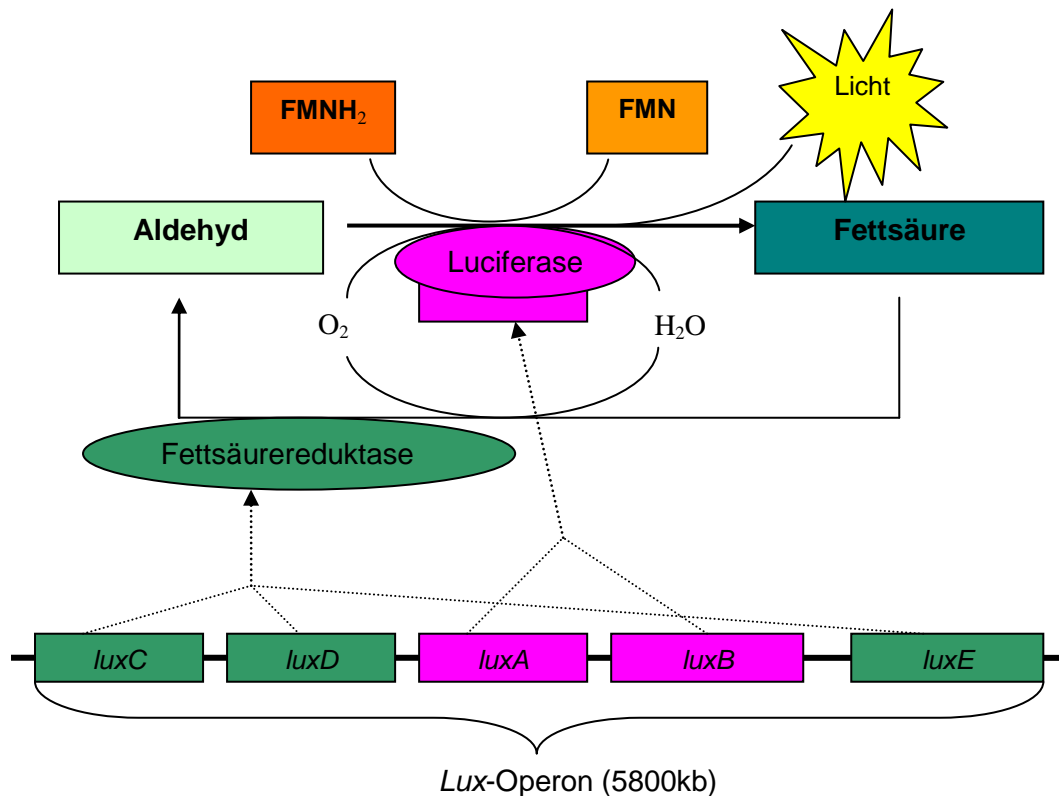 Licht
FMNH₂
FMN
Aldehyd
Luciferase
Fettsäure
O₂
H₂O
Fettsäurereduktase
luxC
luxD
luxA
luxB
luxE
Lux-Operon (5800kb)